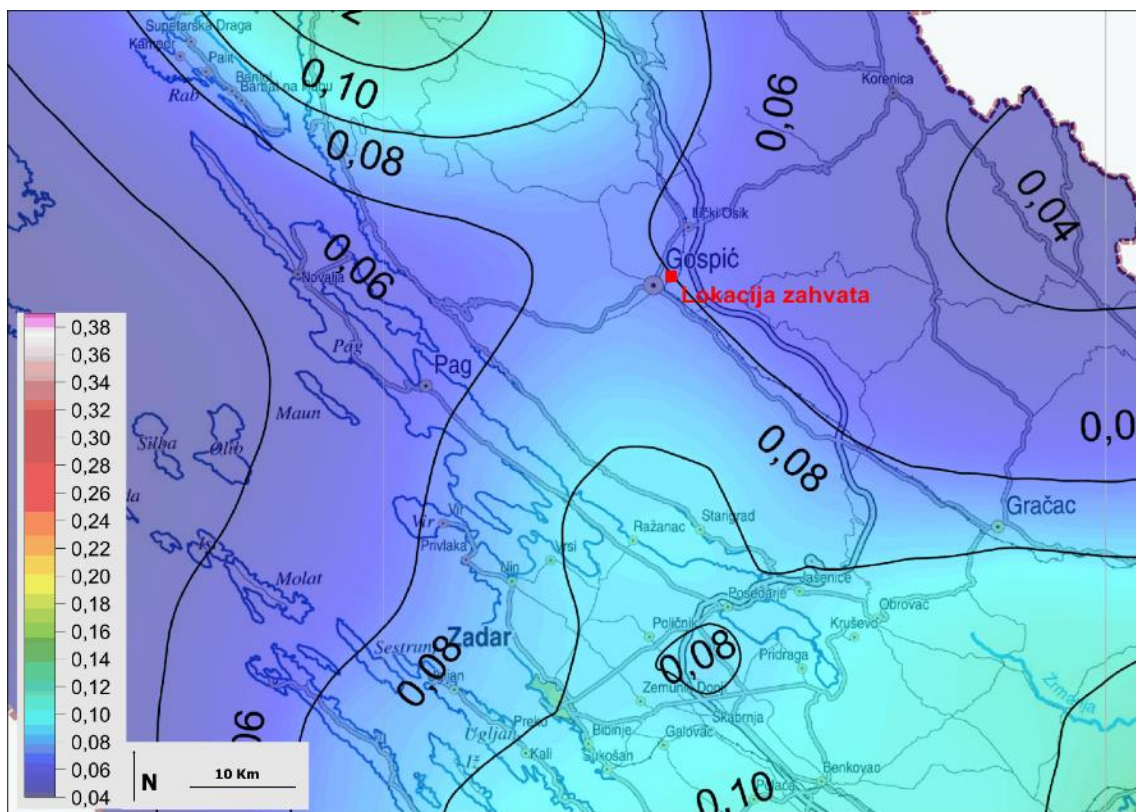 Supetarska Draga
Kampor
Palit
Banjol
Barbat na Rabu
Rab
0,10
0,08
0,06
Korenica
0,04
Lički Osik
Gospić
Lokacija zahvata
0,06
Novalja
Pag
Pag
Maun
Silba
Olib
0,08
0,0
Gračac
Vir
Vir
Privlaka
Nin
Vrsi
Ražanac
Starigrad
Molat
Posedarje
Jasenice
Obrovac
Poličnik
Kruševo
0,08
Pridraga
Zrmanja
Sestrunj
Zadar
0,08
Ugljan
Preko
Bibinje
Zemunik Donji
Škabrnja
Galovac
Iž
Kali
Sukošan
Benkovac
Polača
0,10
0,38
0,36
0,34
0,32
0,30
0,28
0,26
0,24
0,22
0,20
0,18
0,16
0,14
0,12
0,10
0,08
0,06
0,04
N
10 Km